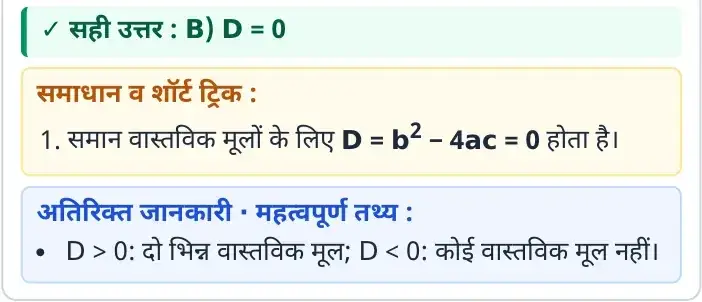 ✓ सही उत्तर : B) D = 0
समाधान व शॉर्ट ट्रिक :
1. समान वास्तविक मूलों के लिए D = b² − 4ac = 0 होता है।
अतिरिक्त जानकारी · महत्वपूर्ण तथ्य :
• D > 0: दो भिन्न वास्तविक मूल; D < 0: कोई वास्तविक मूल नहीं।